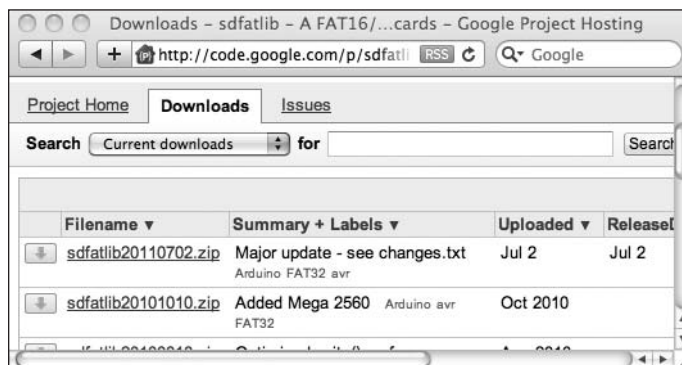 Downloads – sdfatlib – A FAT16/...cards – Google Project Hosting
http://code.google.com/p/sdfatli RSS Google
Project Home Downloads Issues
Search Current downloads for Search
Filename Summary + Labels Uploaded ReleaseD
sdfatlib20110702.zip Major update - see changes.txt Jul 2 Jul 2
Arduino FAT32 avr
sdfatlib20101010.zip Added Mega 2560 Arduino avr Oct 2010
FAT32